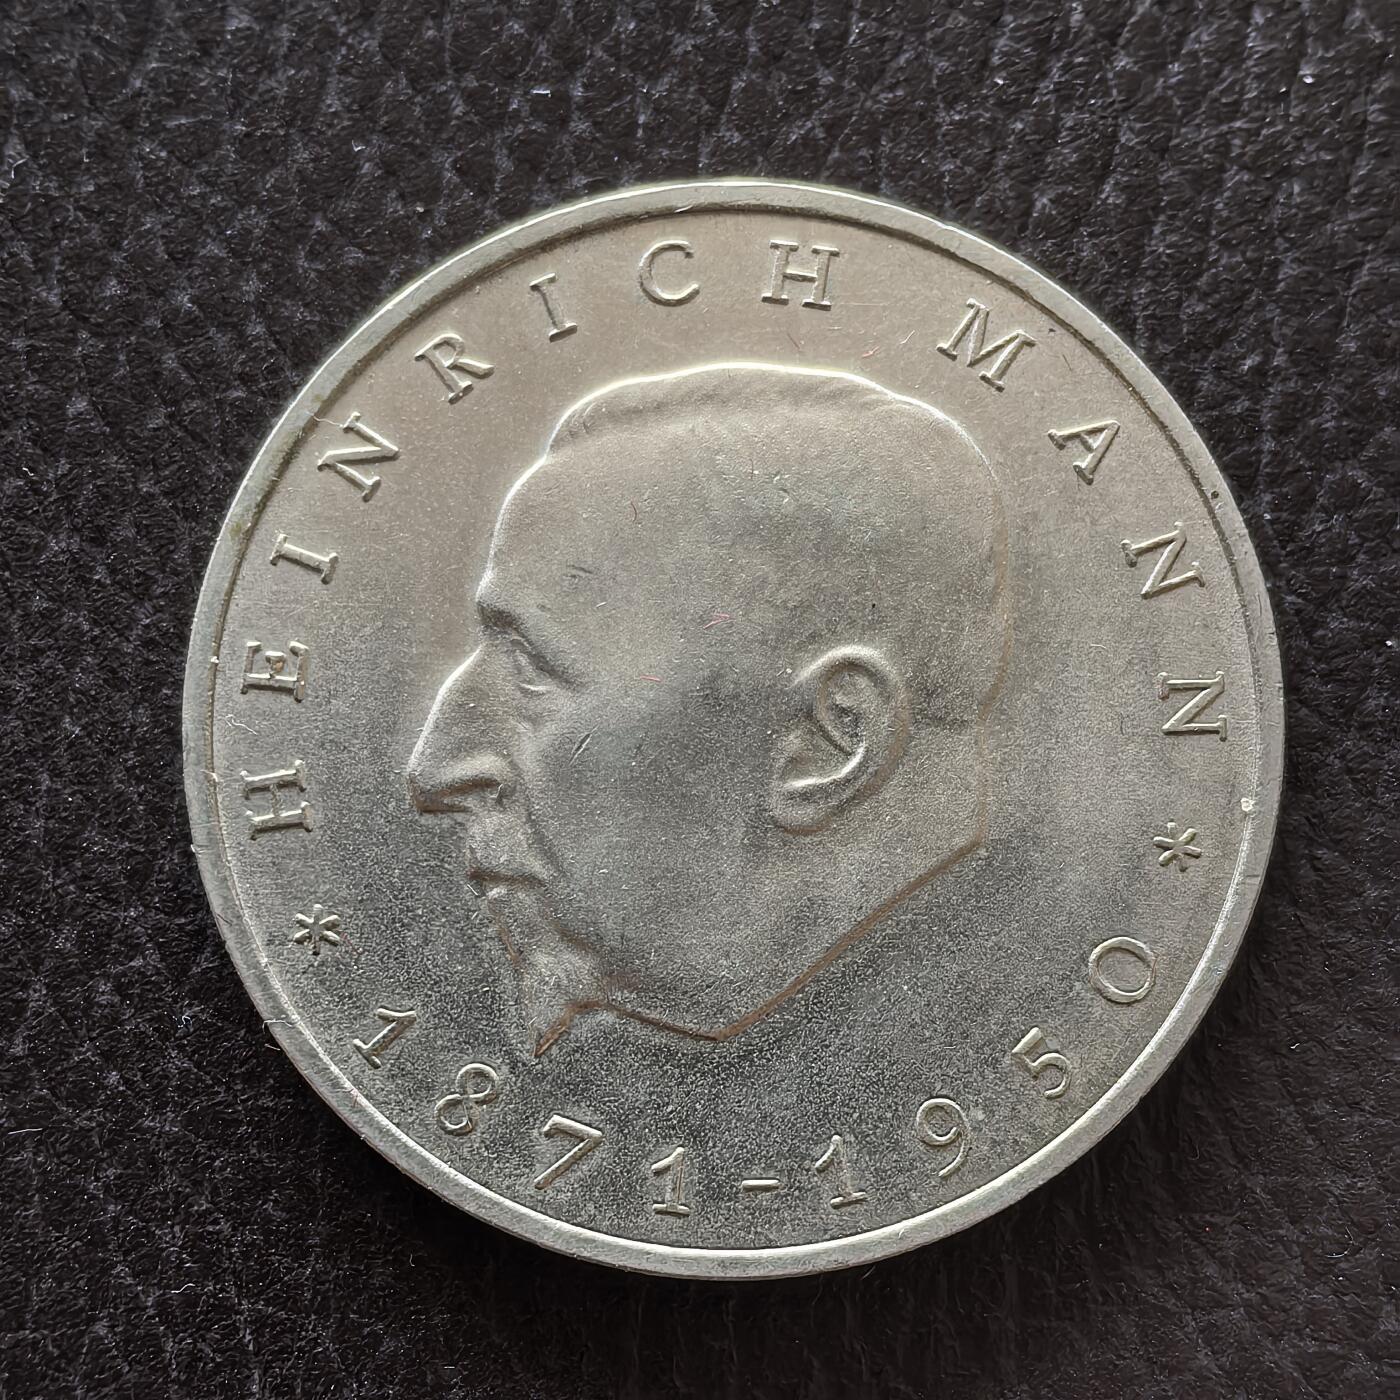 HEINRICH MANN
* 1871-1950 *